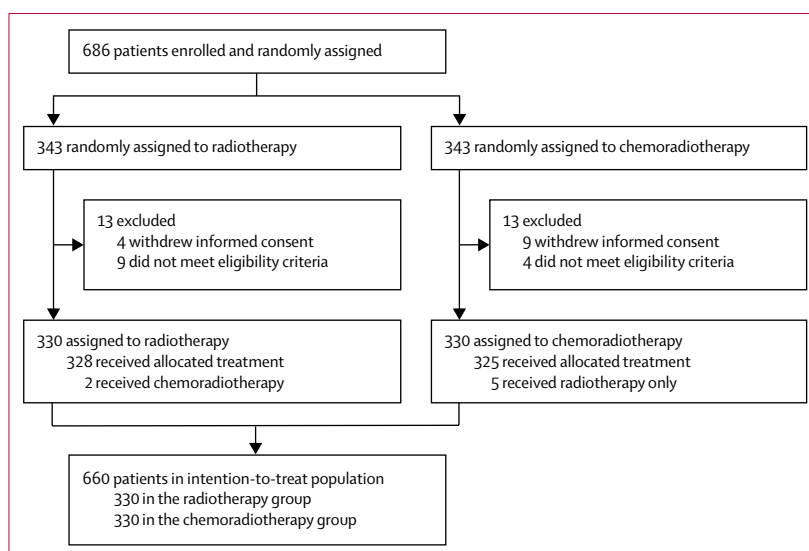 686 patients enrolled and randomly assigned
343 randomly assigned to radiotherapy
343 randomly assigned to chemoradiotherapy
13 excluded
4 withdrew informed consent
9 did not meet eligibility criteria
13 excluded
9 withdrew informed consent
4 did not meet eligibility criteria
330 assigned to radiotherapy
328 received allocated treatment
2 received chemoradiotherapy
330 assigned to chemoradiotherapy
325 received allocated treatment
5 received radiotherapy only
660 patients in intention-to-treat population
330 in the radiotherapy group
330 in the chemoradiotherapy group